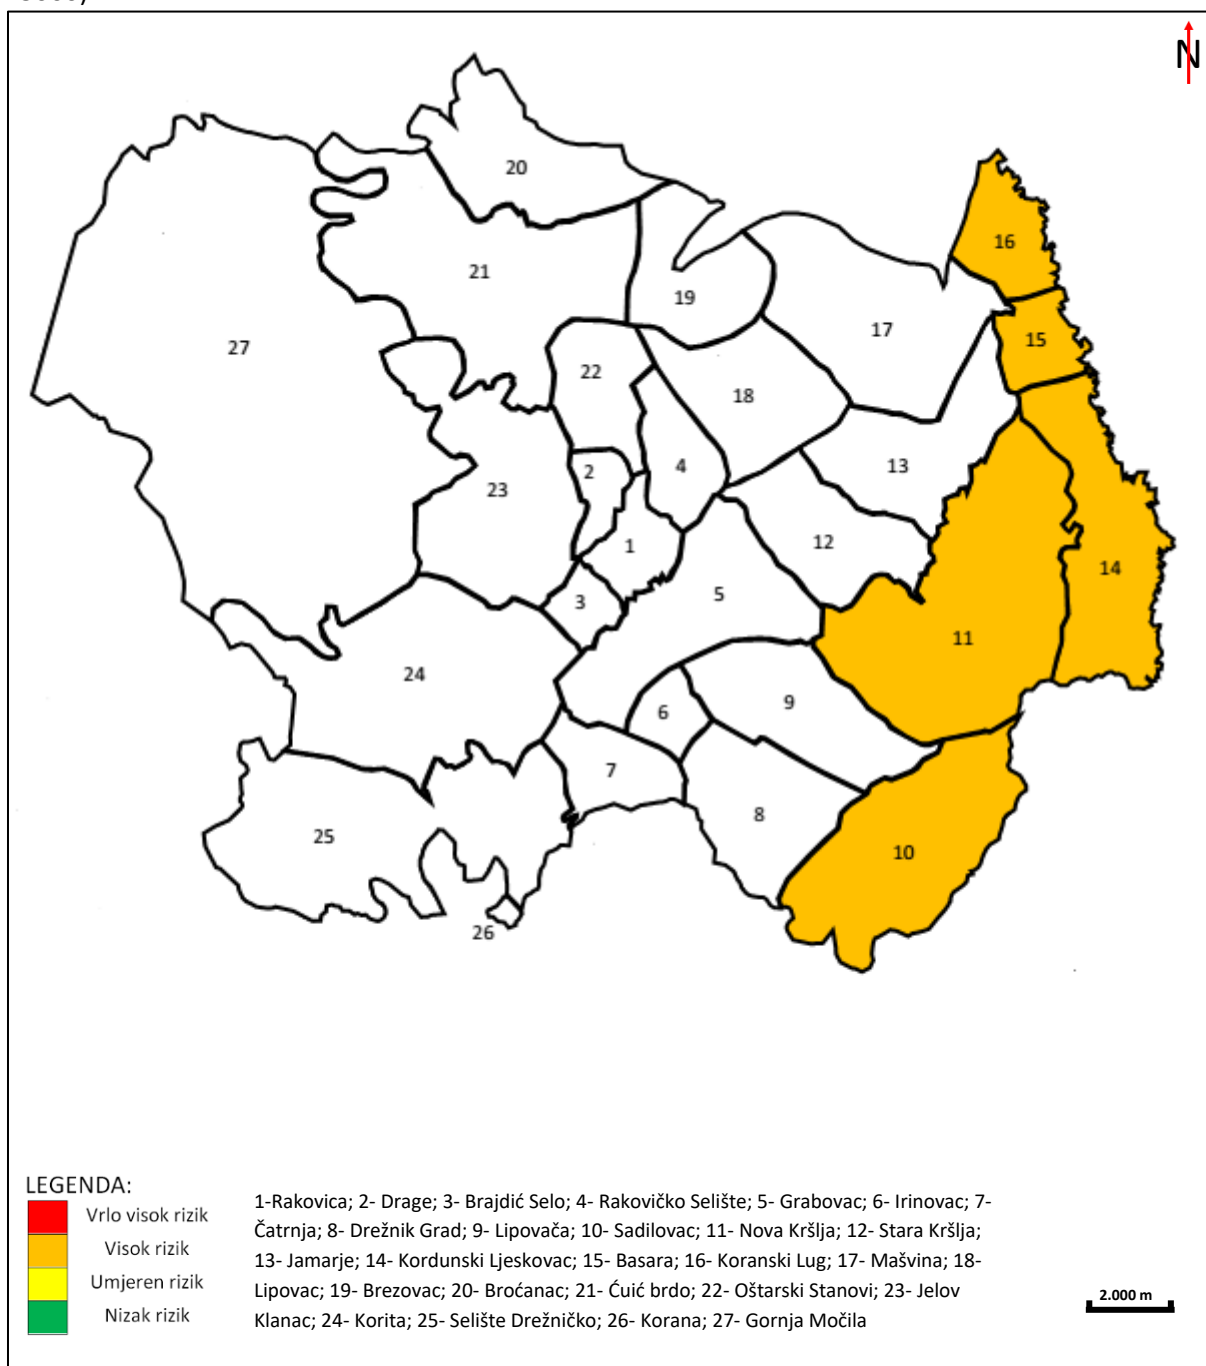 N
20
16
21
19
15
17
27
22
18
2
4
13
23
1
12
14
3
5
11
24
9
6
7
8
25
10
26
LEGENDA:
Vrlo visok rizik
Visok rizik
Umjeren rizik
Nizak rizik
1-Rakovica; 2- Drage; 3- Brajdić Selo; 4- Rakovičko Selište; 5- Grabovac; 6- Irinovac; 7-
Čatrnja; 8- Drežnik Grad; 9- Lipovača; 10- Sadilovac; 11- Nova Kršlja; 12- Stara Kršlja;
13- Jamarje; 14- Kordunski Ljeskovac; 15- Basara; 16- Koranski Lug; 17- Mašvina; 18-
Lipovac; 19- Brezovac; 20- Broćanac; 21- Ćuić brdo; 22- Oštarski Stanovi; 23- Jelov
Klanac; 24- Korita; 25- Selište Drežničko; 26- Korana; 27- Gornja Močila
2.000 m